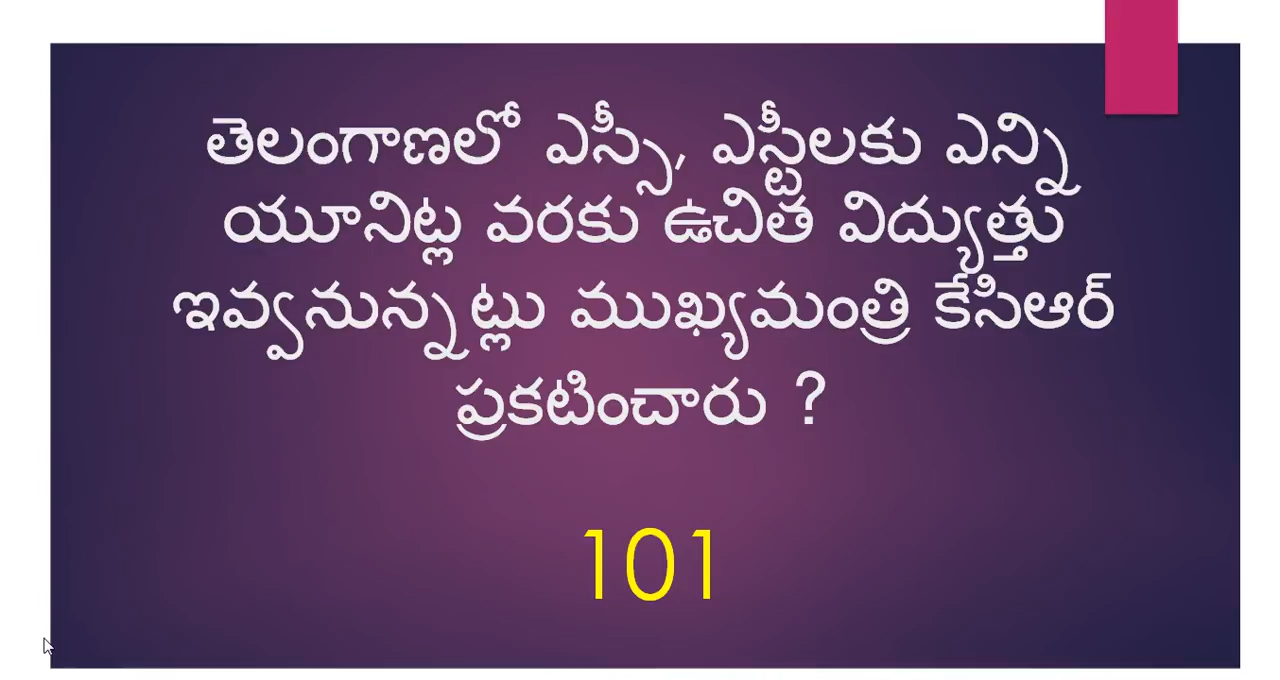 తెలంగాణలో ఎస్సీ, ఎస్టీలకు ఎన్ని
యూనిట్ల వరకు ఉచిత విద్యుత్తు
ఇవ్వనున్నట్లు ముఖ్యమంత్రి కేసిఆర్
ప్రకటించారు ?
101